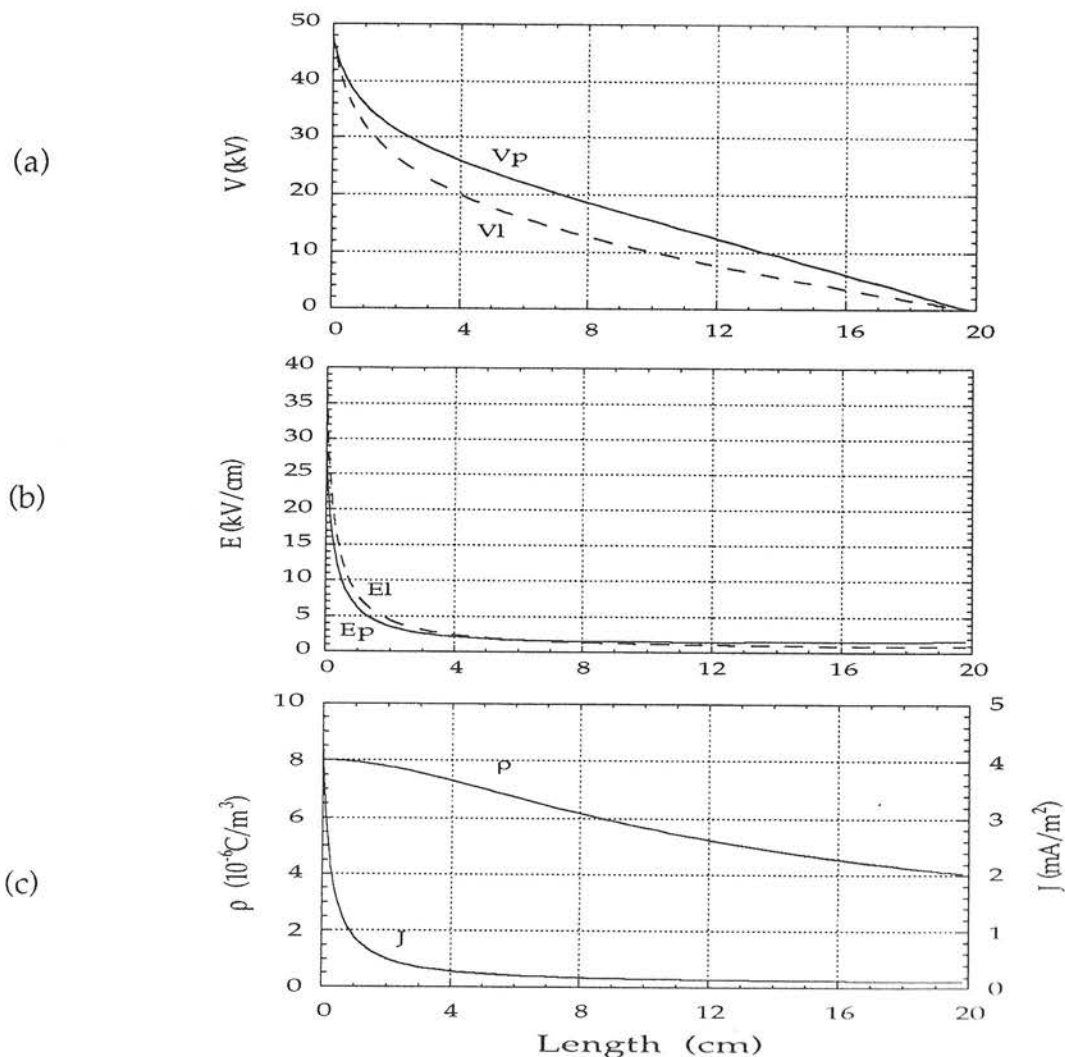 (a)
V (kV)
50
40
30
20
10
0
Vp
Vl
0 4 8 12 16 20
(b)
E (kV/cm)
40
35
30
25
20
15
10
5
0
El
Ep
0 4 8 12 16 20
(c)
ρ (10⁻⁶C/m³)
10
8
6
4
2
0
ρ
J
5
4
3
2
1
0
J (mA/m²)
0 4 8 12 16 20
Length (cm)